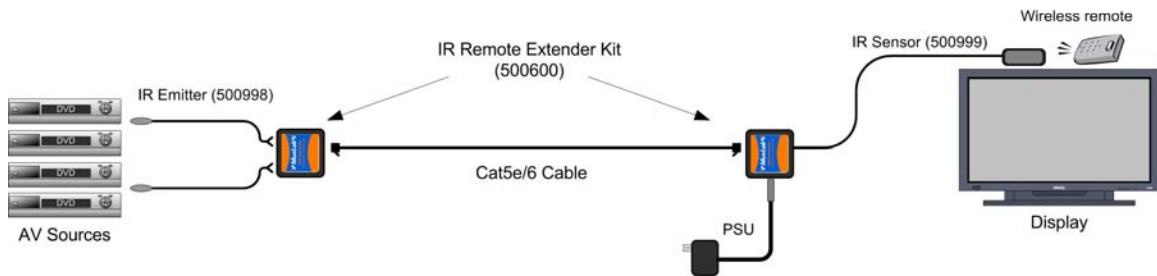 Wireless remote
IR Sensor (500999)
IR Remote Extender Kit
(500600)
IR Emitter (500998)
DVD
DVD
DVD
DVD
Cat5e/6 Cable
AV Sources
PSU
Display